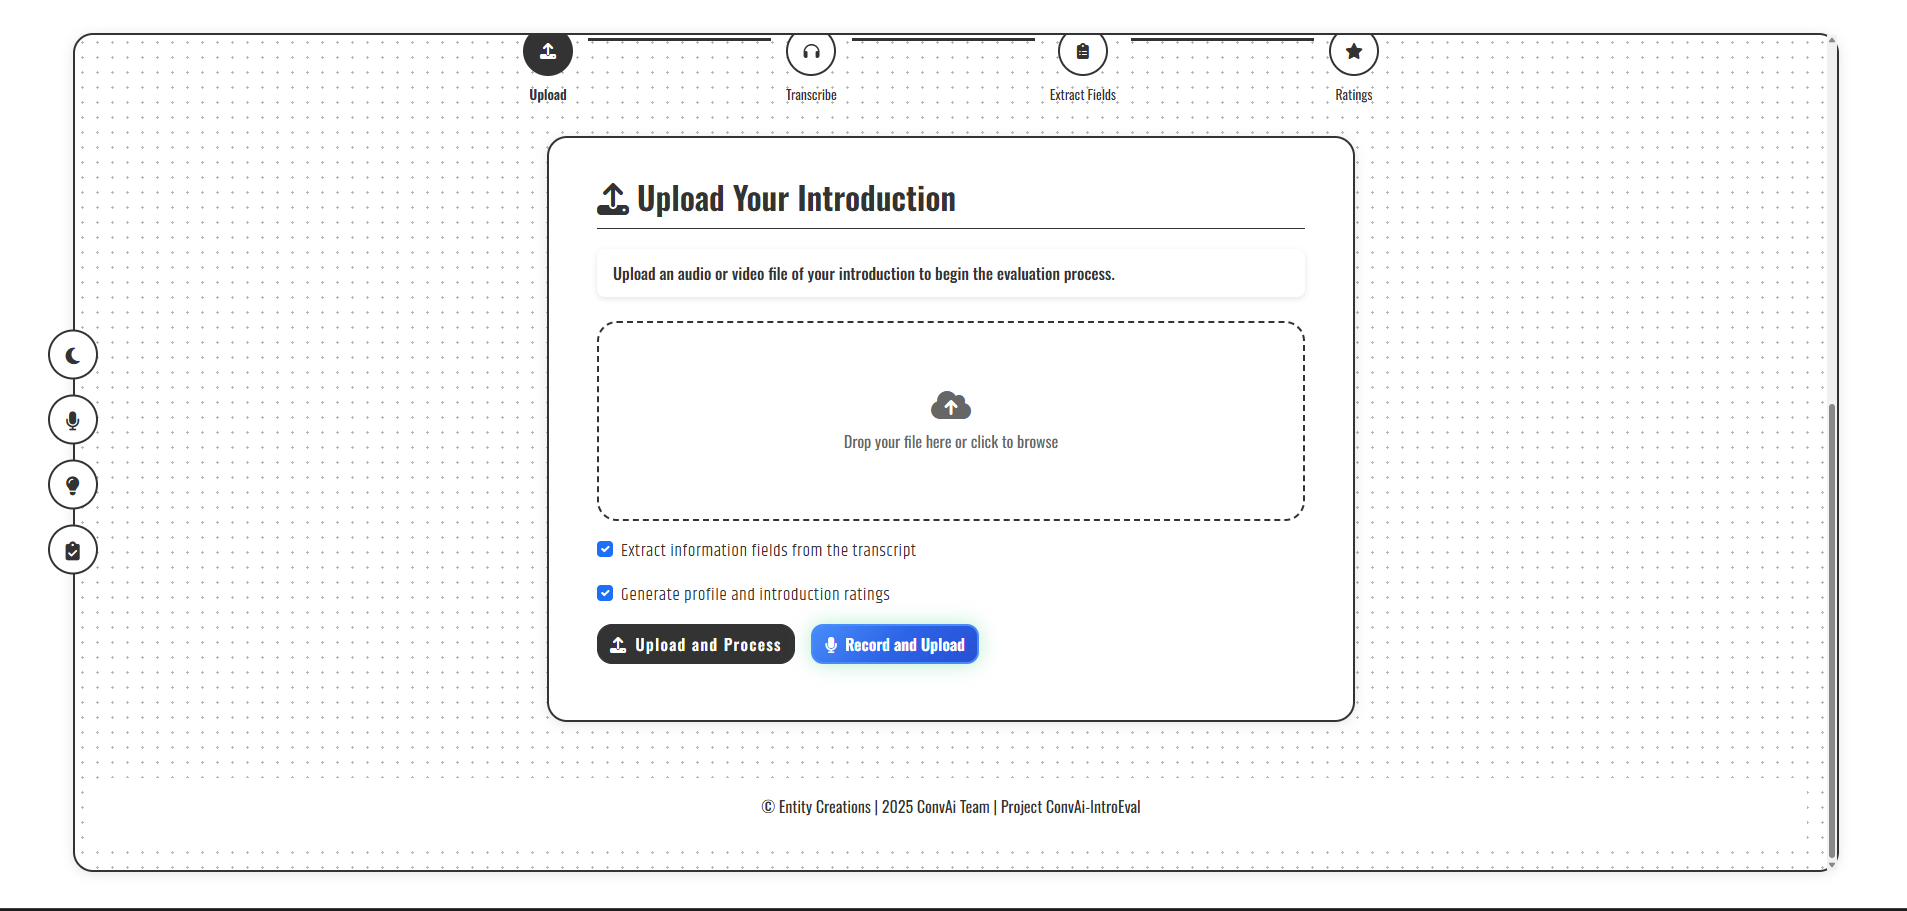 Upload
Transcribe
Extract Fields
Ratings
Upload Your Introduction
Upload an audio or video file of your introduction to begin the evaluation process.
Drop your file here or click to browse
Extract information fields from the transcript
Generate profile and introduction ratings
Upload and Process
Record and Upload
© Entity Creations | 2025 ConvAi Team | Project ConvAi-IntroEval